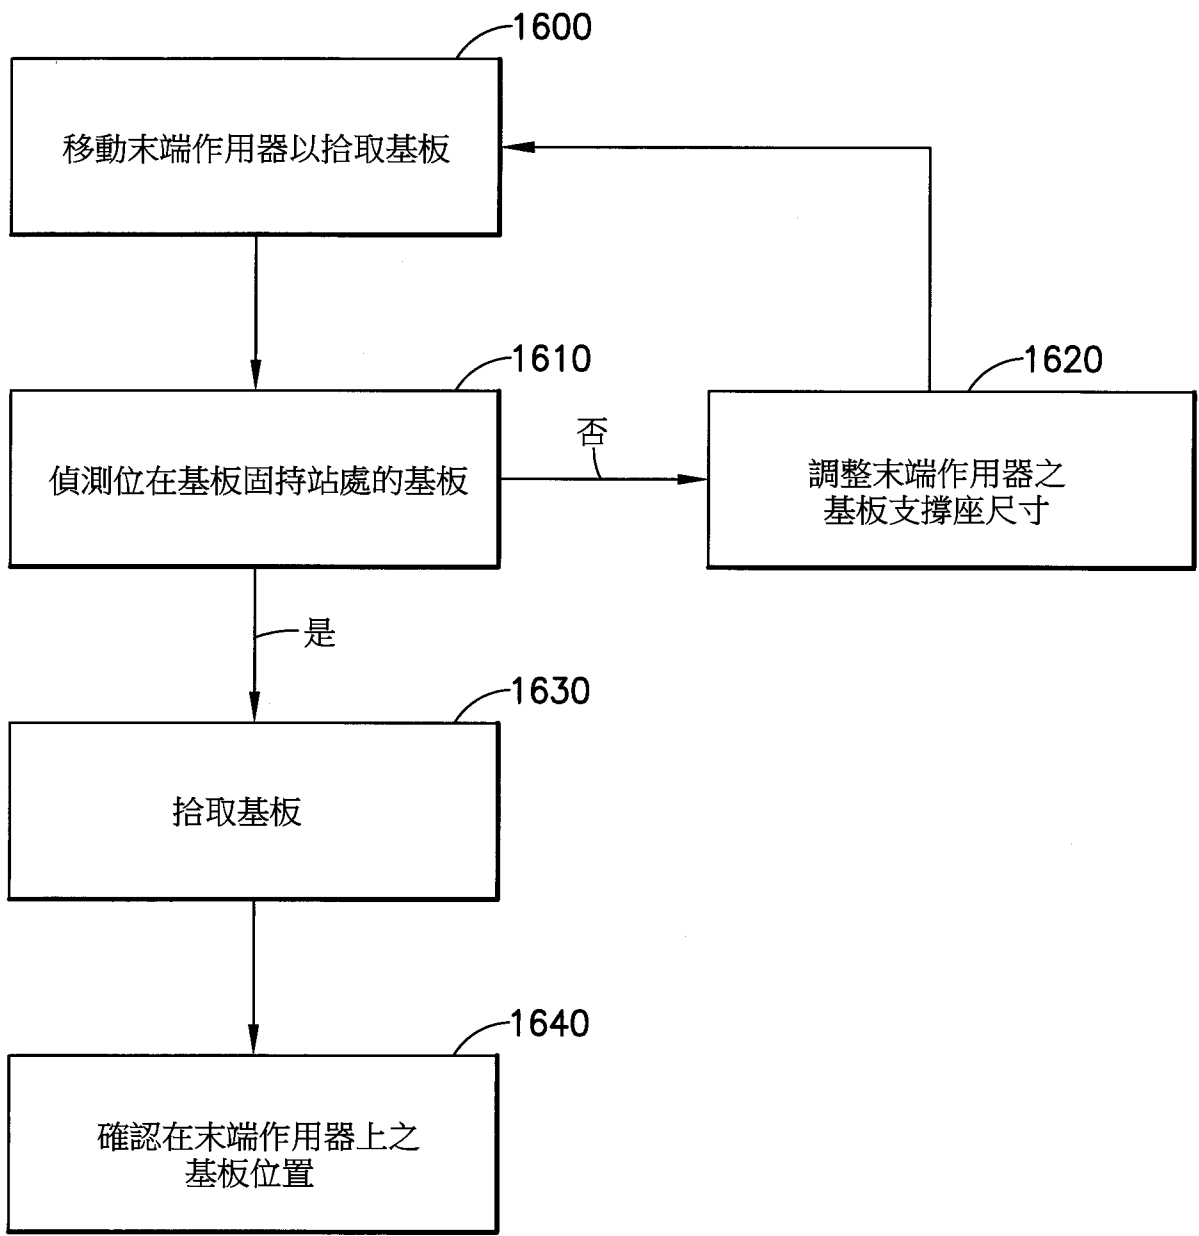 1600
移動末端作用器以拾取基板
1610
偵測位在基板固持站處的基板
否
1620
調整末端作用器之
基板支撐座尺寸
是
1630
拾取基板
1640
確認在末端作用器上之
基板位置